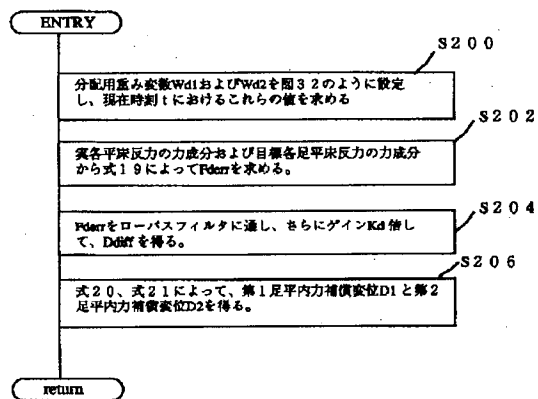 ENTRY
S200
分配用重み変数Wd1およびWd2を図32のように設定
し、現在時刻tにおけるこれらの値を求める
S202
実各平床反力の力成分および目標各足平床反力の力成分
から式19によってFderrを求める。
S204
Fderrをローパスフィルタに通し、さらにゲインKd倍し
て、Ddiffを得る。
S206
式20、式21によって、第1足平内力補償変位D1と第2
足平内力補償変位D2を得る。
return